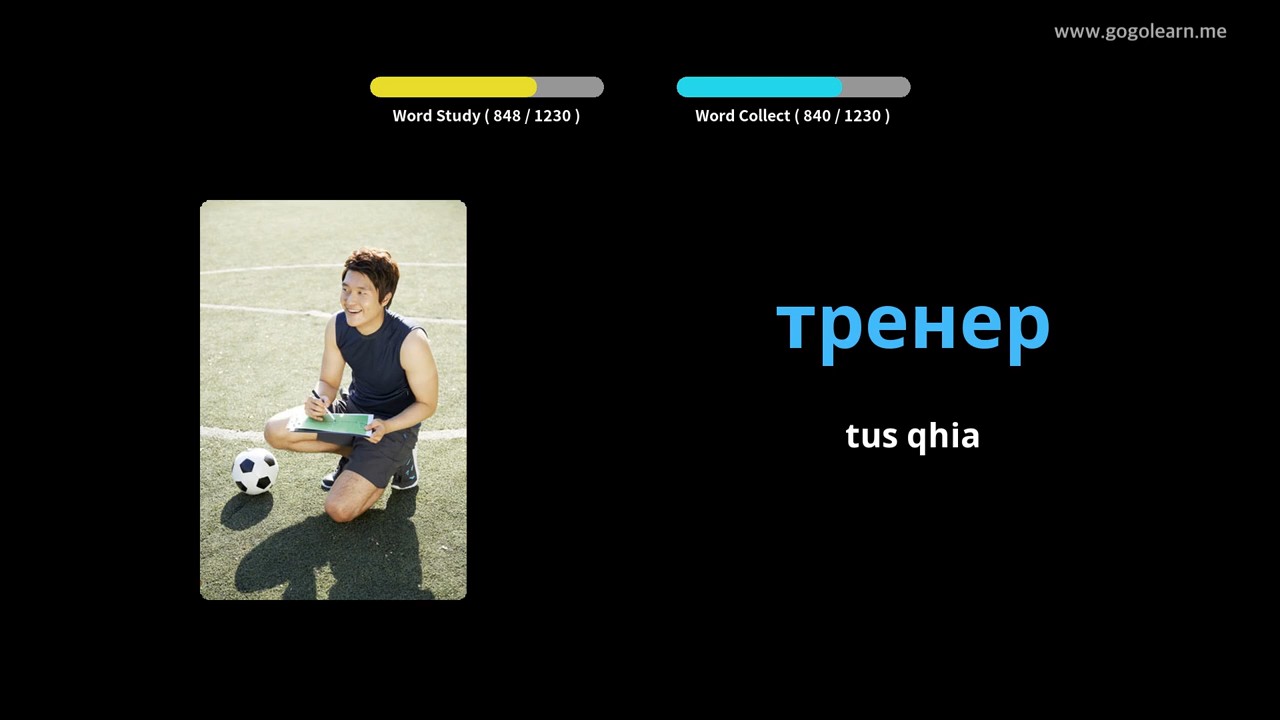 www.gogolearn.me
Word Study ( 848 / 1230 )
Word Collect ( 840 / 1230 )
тренер
tus qhia